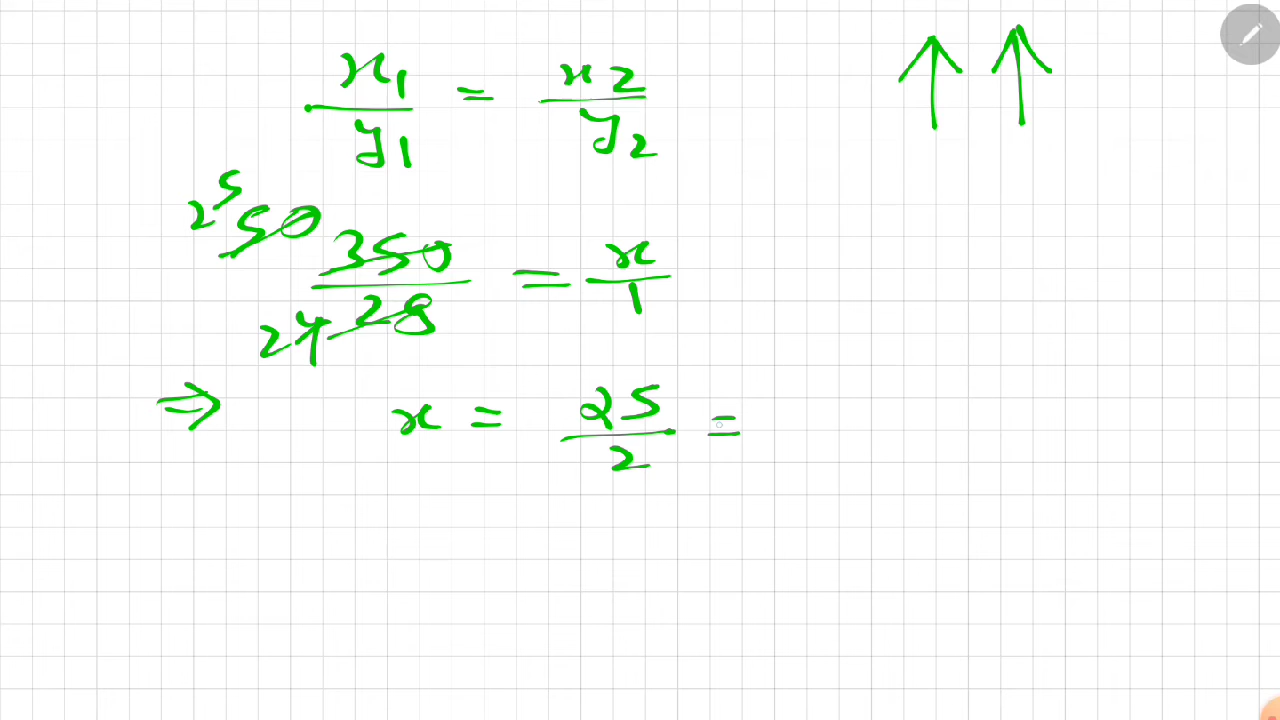 x1/y1 = x2/y2
25 50 350/28 24 = x/1
⇒ x = 25/2 =